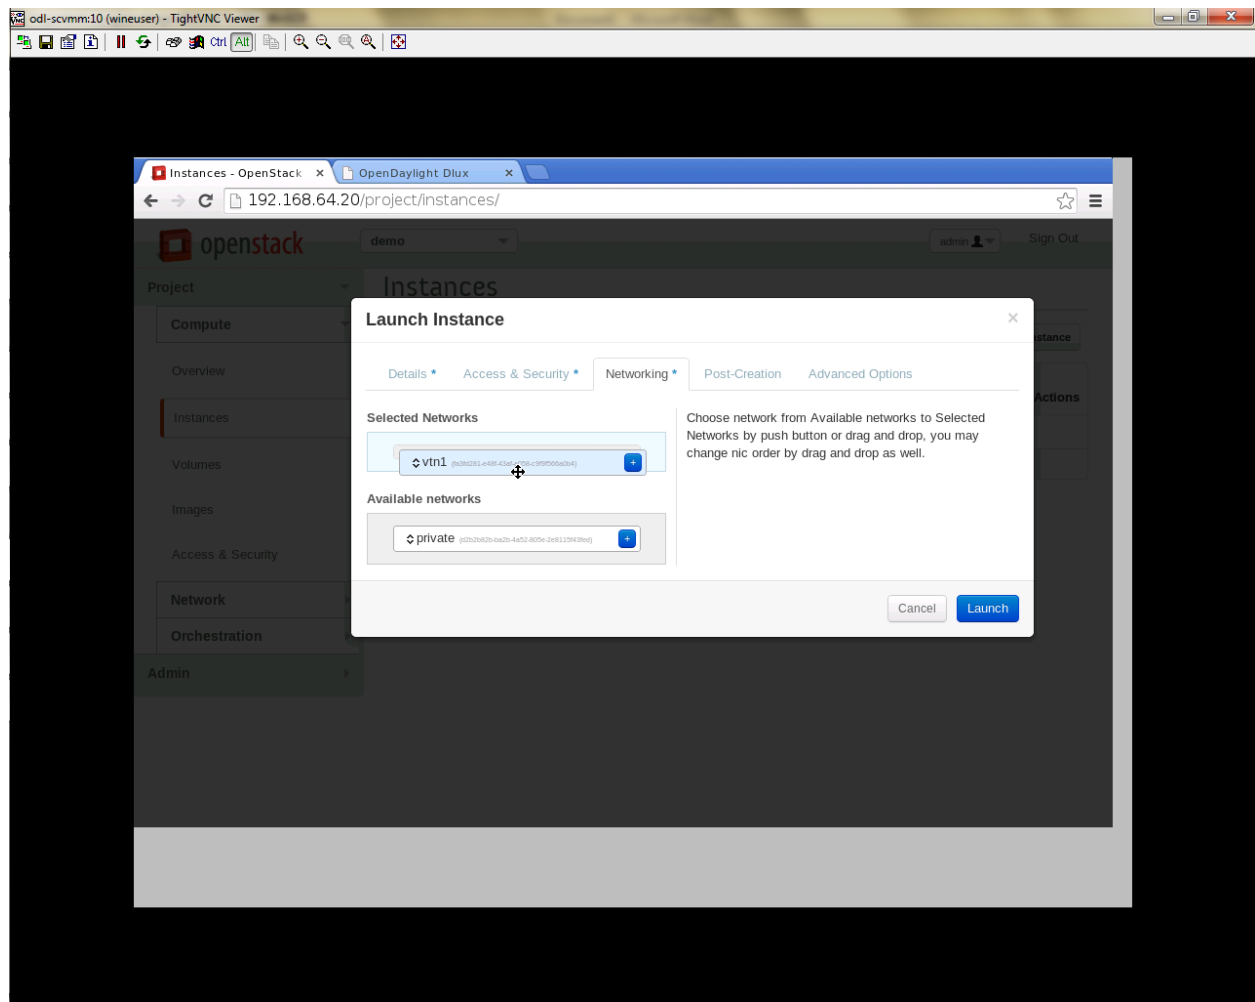 odl-scvmm:10 (wineuser) - TightVNC Viewer
Ctrl Alt
Instances - OpenStack × OpenDaylight Dlux ×
192.168.64.20/project/instances/
openstack demo admin Sign Out
Project
Instances
Compute
Launch Instance ×
stance
Overview
Details * Access & Security * Networking * Post-Creation Advanced Options
Actions
Instances
Selected Networks
Choose network from Available networks to Selected
Networks by push button or drag and drop, you may
change nic order by drag and drop as well.
vtn1 +
Volumes
Available networks
Images
private +
Access & Security
Network
Cancel Launch
Orchestration
Admin